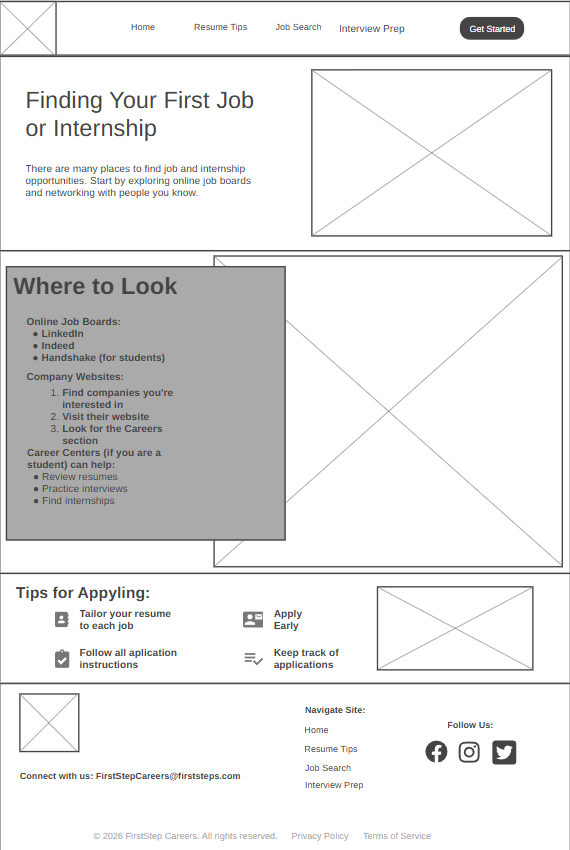 Home
Resume Tips
Job Search
Interview Prep
Get Started
Finding Your First Job
or Internship
There are many places to find job and internship
opportunities. Start by exploring online job boards
and networking with people you know.
Where to Look
Online Job Boards:
● LinkedIn
● Indeed
● Handshake (for students)
Company Websites:
1. Find companies you're
interested in
2. Visit their website
3. Look for the Careers
section
Career Centers (if you are a
student) can help:
● Review resumes
● Practice interviews
● Find internships
Tips for Appyling:
Tailor your resume
to each job
Apply
Early
Follow all aplication
instructions
Keep track of
applications
Connect with us: FirstStepCareers@firststeps.com
Navigate Site:
Home
Resume Tips
Job Search
Interview Prep
Follow Us:
© 2026 FirstStep Careers. All rights reserved.
Privacy Policy
Terms of Service